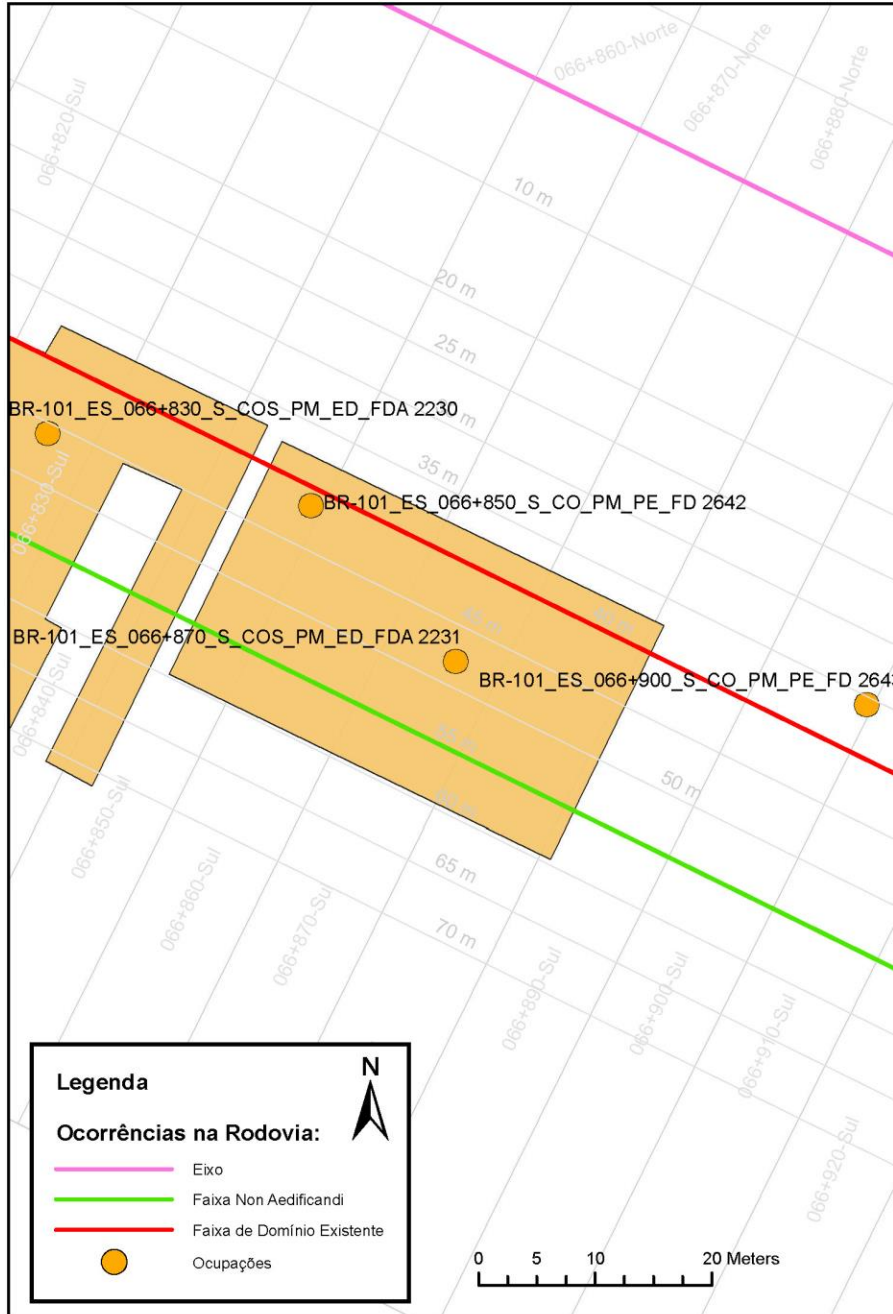 066+860-Norte
066+870-Norte
066+880-Norte
066+820-Sul
10 m
20 m
25 m
35 m
BR-101_ES_066+830_S_COS_PM_ED_FDA 2230
066+830-Sul
BR-101_ES_066+850_S_CO_PM_PE_FD 2642
45 m
BR-101_ES_066+870_S_COS_PM_ED_FDA 2231
BR-101_ES_066+900_S_CO_PM_PE_FD 2643
066+840-Sul
50 m
066+850-Sul
65 m
066+860-Sul
066+870-Su
70 m
066+890-Sul
066+900-Sul
066+910-Sul
066+920-Sul
Legenda
N
Ocorrências na Rodovia:
Eixo
Faixa Non Aedificandi
Faixa de Domínio Existente
Ocupações
0 5 10 20 Meters